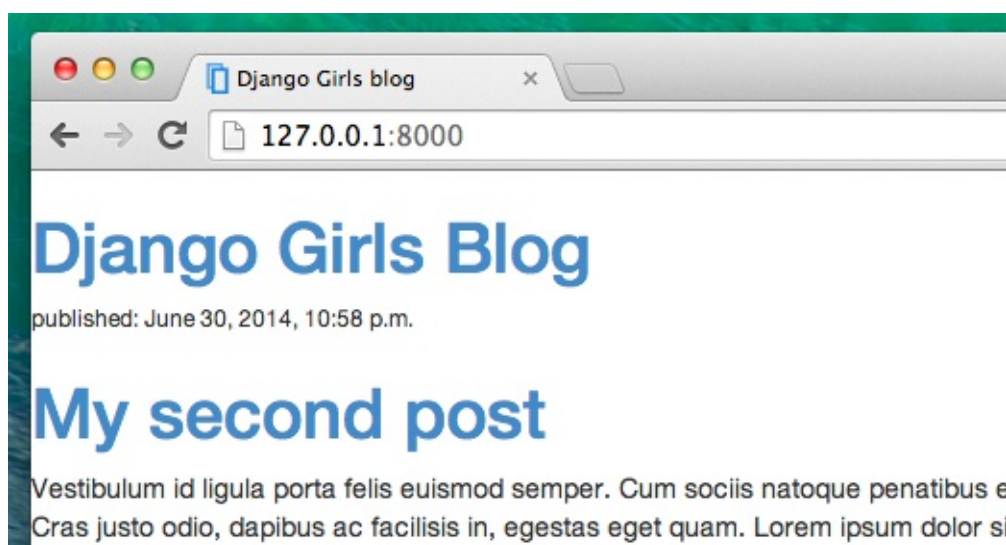 Django Girls blog
127.0.0.1:8000
Django Girls Blog
published: June 30, 2014, 10:58 p.m.
My second post
Vestibulum id ligula porta felis euismod semper. Cum sociis natoque penatibus
Cras justo odio, dapibus ac facilisis in, egestas eget quam. Lorem ipsum dolor